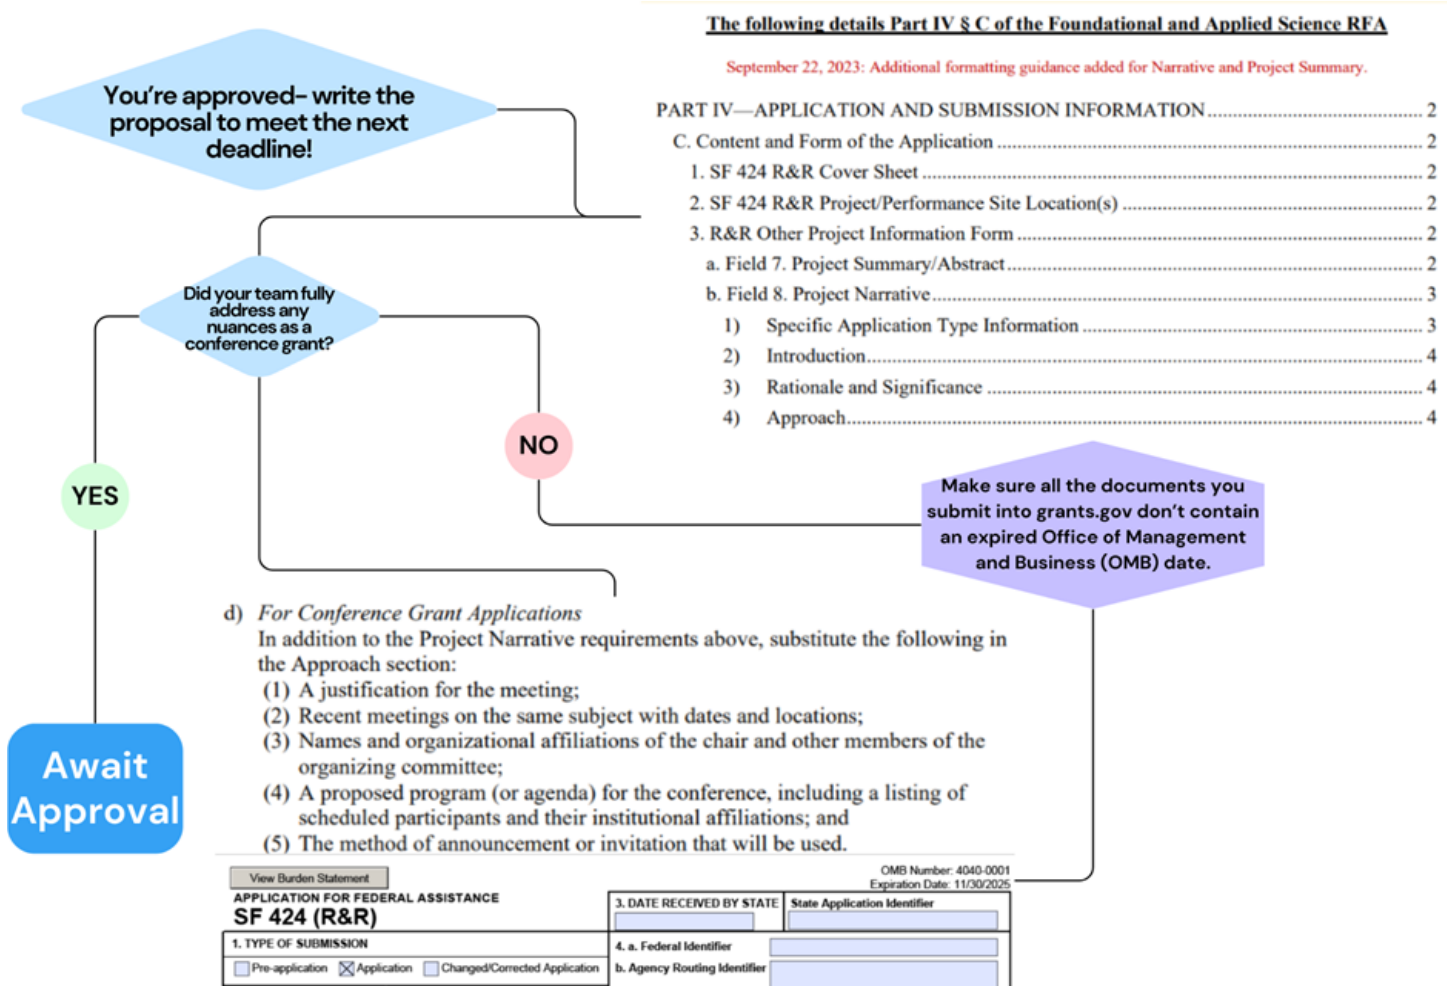 The following details Part IV § C of the Foundational and Applied Science RFA
September 22, 2023: Additional formatting guidance added for Narrative and Project Summary.
PART IV—APPLICATION AND SUBMISSION INFORMATION 2
C. Content and Form of the Application 2
1. SF 424 R&R Cover Sheet 2
2. SF 424 R&R Project/Performance Site Location(s) 2
3. R&R Other Project Information Form 2
a. Field 7. Project Summary/Abstract 2
b. Field 8. Project Narrative 3
1) Specific Application Type Information 3
2) Introduction 4
3) Rationale and Significance 4
4) Approach 4
You're approved- write the
proposal to meet the next
deadline!
Did your team fully
address any
nuances as a
conference grant?
YES
NO
Await
Approval
Make sure all the documents you
submit into grants.gov don't contain
an expired Office of Management
and Business (OMB) date.
d) For Conference Grant Applications
In addition to the Project Narrative requirements above, substitute the following in
the Approach section:
(1) A justification for the meeting;
(2) Recent meetings on the same subject with dates and locations;
(3) Names and organizational affiliations of the chair and other members of the
organizing committee;
(4) A proposed program (or agenda) for the conference, including a listing of
scheduled participants and their institutional affiliations; and
(5) The method of announcement or invitation that will be used.
View Burden Statement
OMB Number: 4040-0001
Expiration Date: 11/30/2025
APPLICATION FOR FEDERAL ASSISTANCE
SF 424 (R&R)
3. DATE RECEIVED BY STATE
State Application Identifier
1. TYPE OF SUBMISSION
4. a. Federal Identifier
Pre-application Application Changed/Corrected Application
b. Agency Routing Identifier